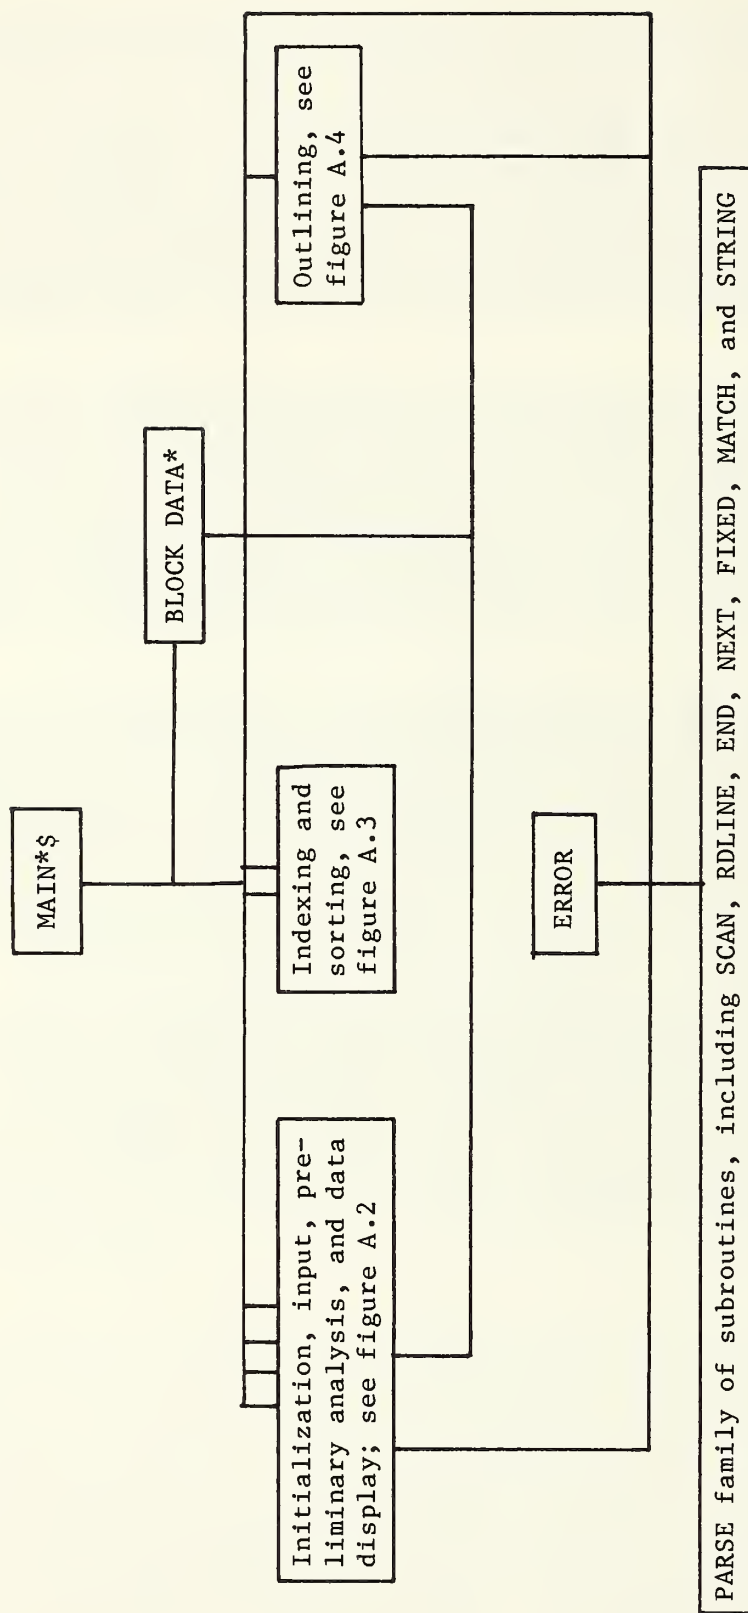 MAIN*$
BLOCK DATA*
Initialization, input, pre-
liminary analysis, and data
display; see figure A.2
Indexing and
sorting, see
figure A.3
Outlining, see
figure A.4
ERROR
PARSE family of subroutines, including SCAN, RDLINE, END, NEXT, FIXED, MATCH, and STRING